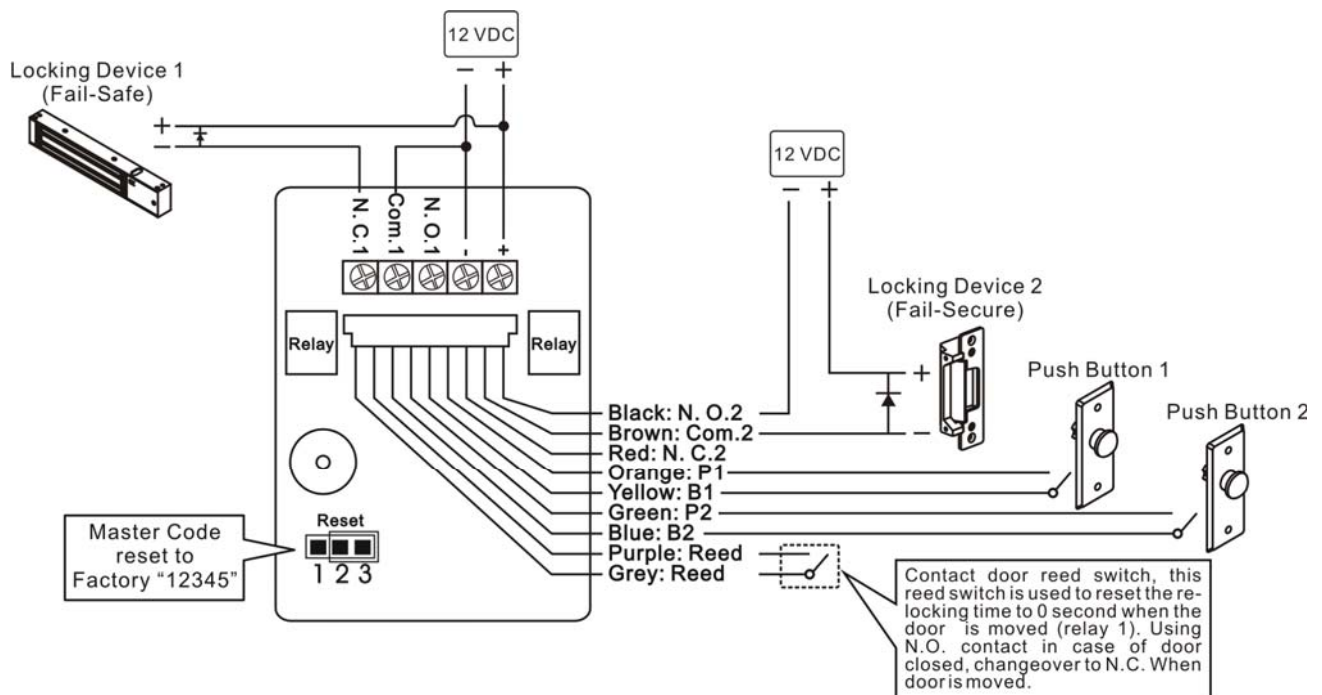 12 VDC
- +
Locking Device 1
(Fail-Safe)
+
-
N. C.1
Com.1
N. O.1
-
+
Relay
Relay
12 VDC
- +
Locking Device 2
(Fail-Secure)
+
-
Push Button 1
Push Button 2
Black: N. O.2
Brown: Com.2
Red: N. C.2
Orange: P1
Yellow: B1
Green: P2
Blue: B2
Purple: Reed
Grey: Reed
Reset
1 2 3
Master Code
reset to
Factory "12345"
Contact door reed switch, this
reed switch is used to reset the re-
locking time to 0 second when the
door is moved (relay 1). Using
N.O. contact in case of door
closed, changeover to N.C. When
door is moved.